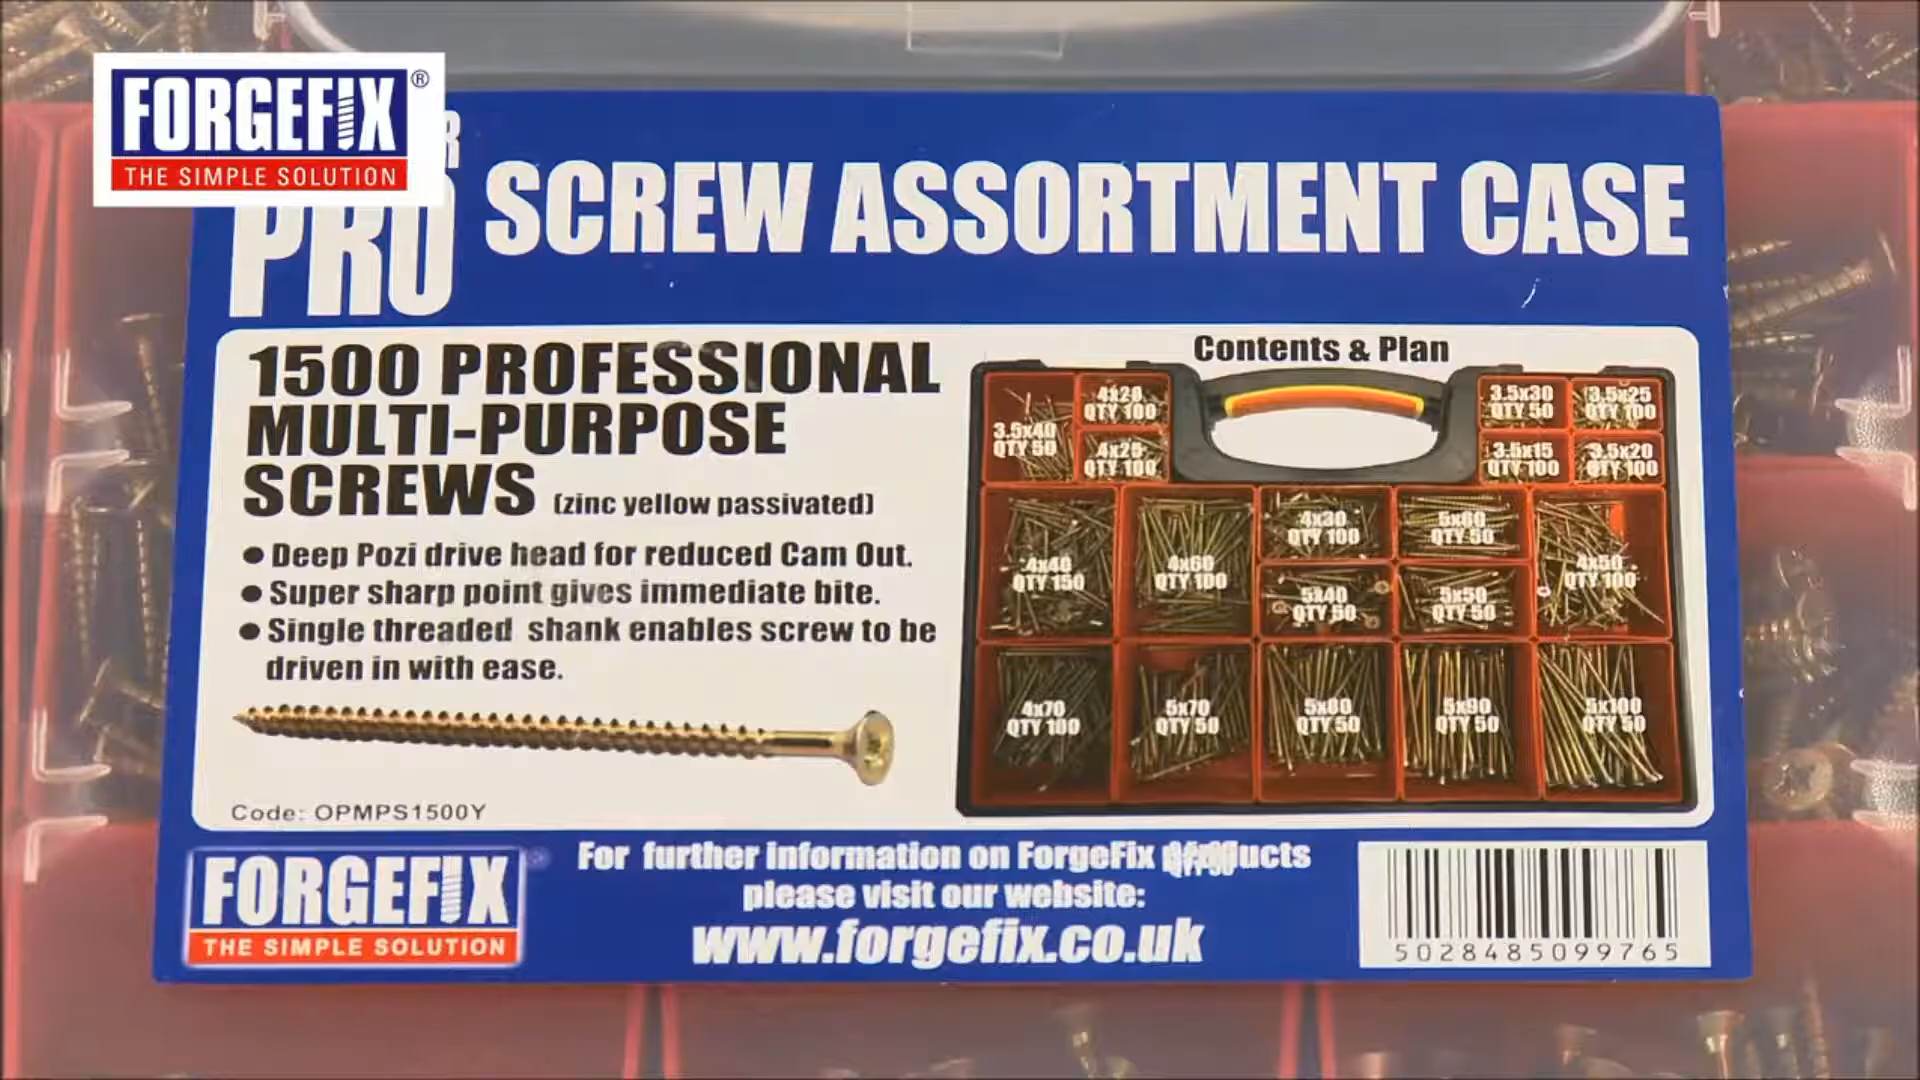 FORGEFIX®
THE SIMPLE SOLUTION
PRO
SCREW ASSORTMENT CASE
1500 PROFESSIONAL
MULTI-PURPOSE
SCREWS (zinc yellow passivated)
● Deep Pozi drive head for reduced Cam Out.
● Super sharp point gives immediate bite.
● Single threaded shank enables screw to be
driven in with ease.
Code: OPMPS1500Y
Contents & Plan
3.5x40
QTY 50
4x20
QTY 100
4x25
QTY 100
3.5x30
QTY 50
3.5x25
QTY 100
3.5x15
QTY 100
3.5x20
QTY 100
4x40
QTY 150
4x60
QTY 100
4x30
QTY 100
5x40
QTY 50
5x60
QTY 50
5x50
QTY 50
4x50
QTY 100
4x70
QTY 100
5x70
QTY 50
5x80
QTY 50
5x90
QTY 50
5x100
QTY 50
FORGEFIX
THE SIMPLE SOLUTION
For further information on ForgeFix
please visit our website:
www.forgefix.co.uk
5028485099765